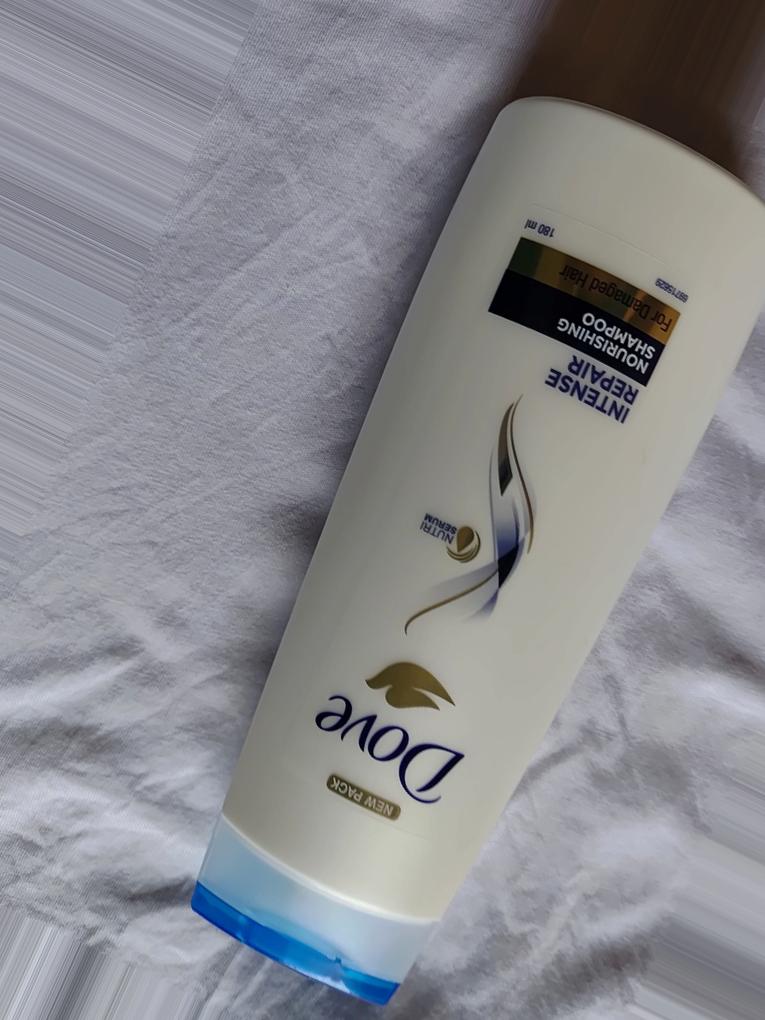 NEW PACK
Dove
NUTRI
SERUM
INTENSE
REPAIR
NOURISHING
SHAMPOO
For Damaged Hair
180 ml